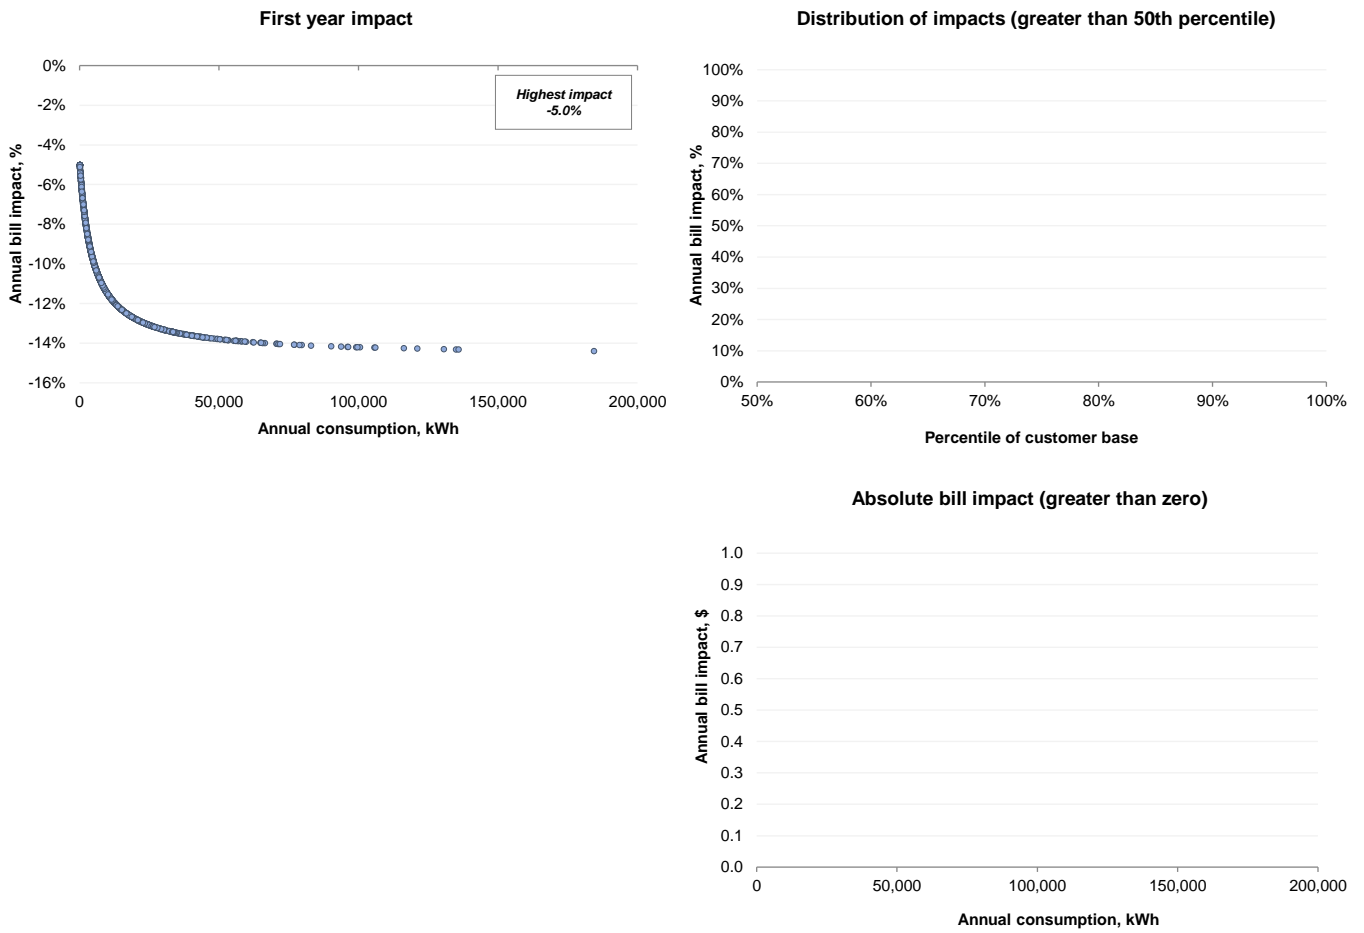 First year impact
0%
-2%
-4%
-6%
-8%
-10%
-12%
-14%
-16%
Annual bill impact, %
Highest impact
-5.0%
0 50,000 100,000 150,000 200,000
Annual consumption, kWh
Distribution of impacts (greater than 50th percentile)
100%
90%
80%
70%
60%
50%
40%
30%
20%
10%
0%
Annual bill impact, %
50% 60% 70% 80% 90% 100%
Percentile of customer base
Absolute bill impact (greater than zero)
1.0
0.9
0.8
0.7
0.6
0.5
0.4
0.3
0.2
0.1
0.0
Annual bill impact, $
0 50,000 100,000 150,000 200,000
Annual consumption, kWh